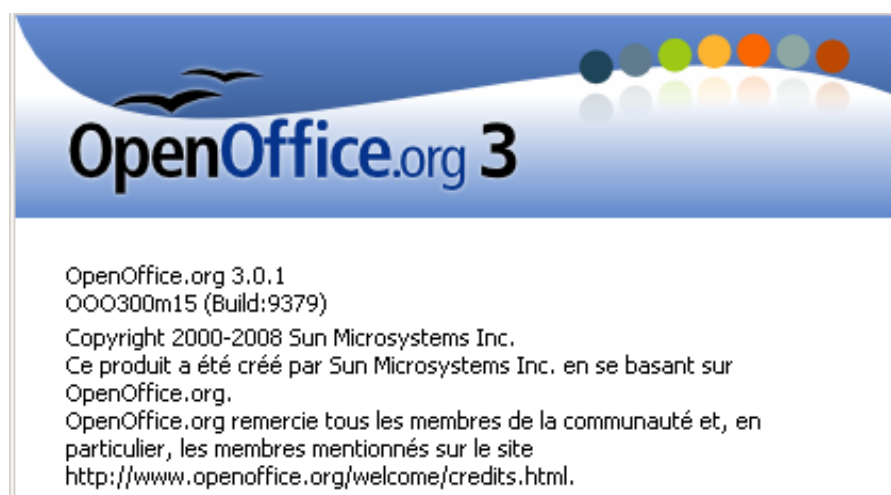 OpenOffice.org 3
OpenOffice.org 3.0.1
OOO300m15 (Build:9379)
Copyright 2000-2008 Sun Microsystems Inc.
Ce produit a été créé par Sun Microsystems Inc. en se basant sur
OpenOffice.org.
OpenOffice.org remercie tous les membres de la communauté et, en
particulier, les membres mentionnés sur le site
http://www.openoffice.org/welcome/credits.html.